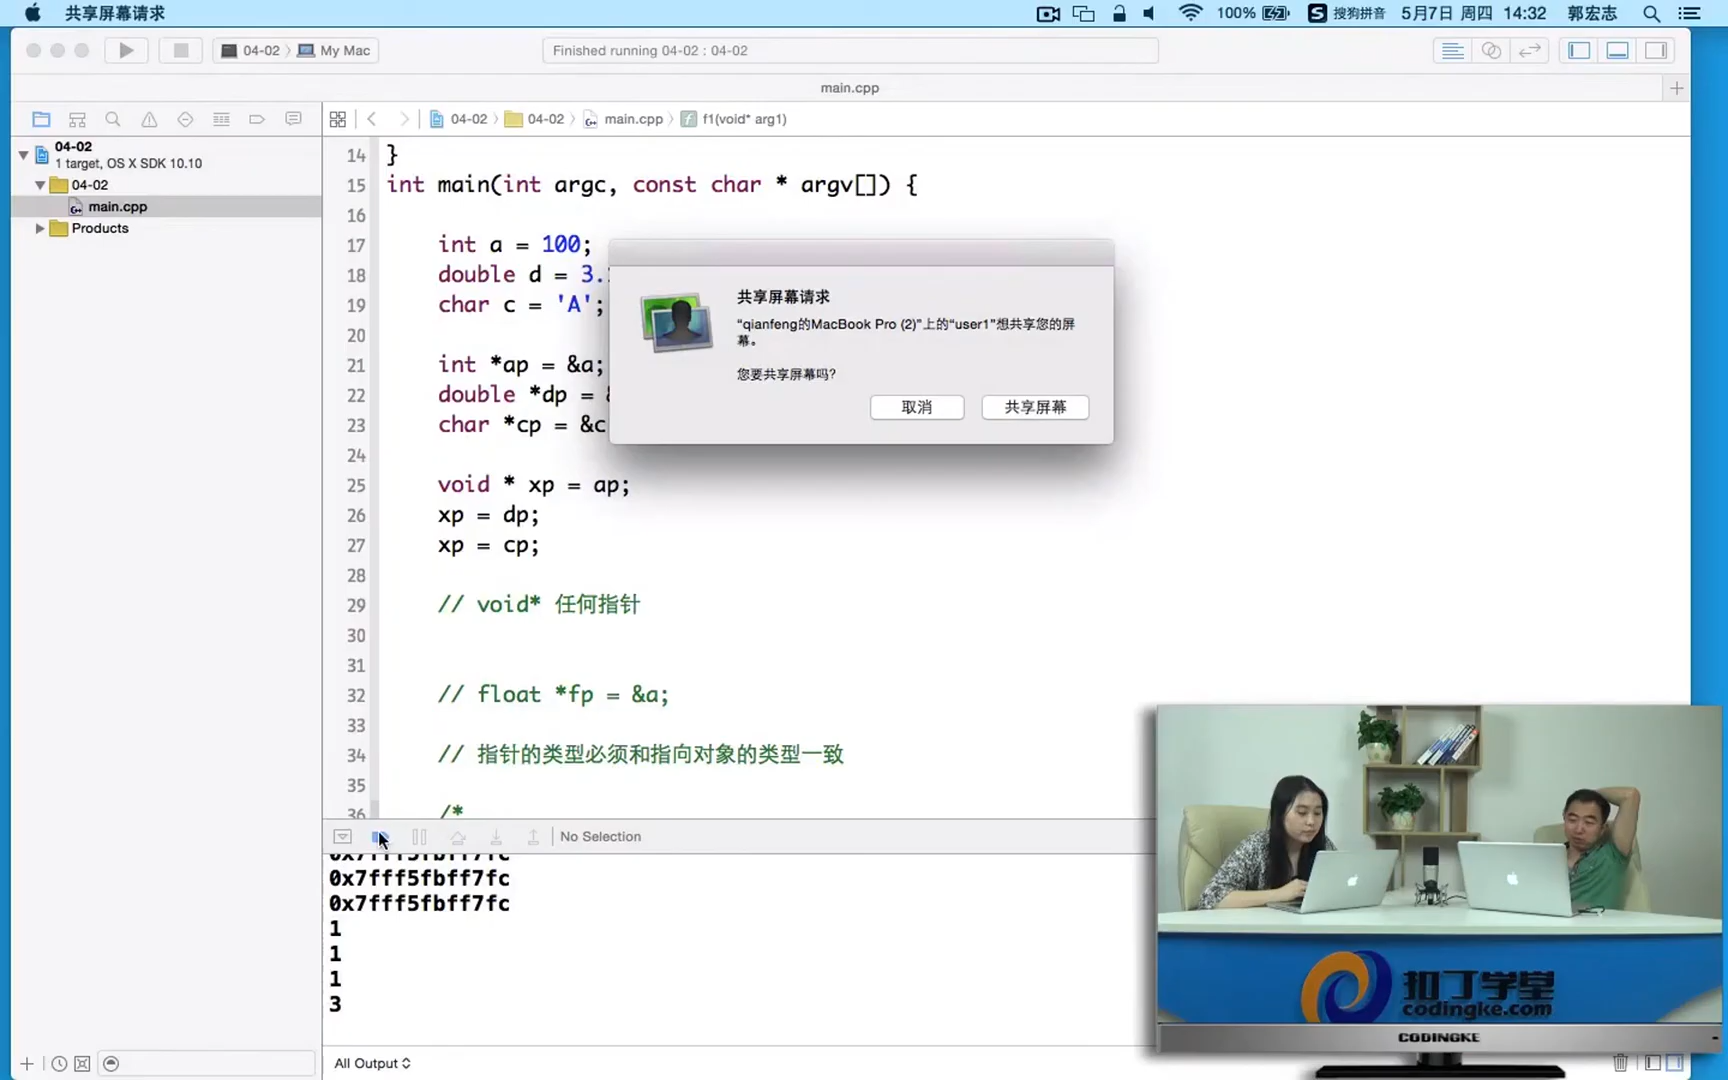 共享屏幕请求
100%
搜狗拼音
5月7日 周四 14:32
郭宏志
04-02
My Mac
Finished running 04-02 : 04-02
main.cpp
04-02
04-02
main.cpp
f1(void* arg1)
04-02
1 target, OS X SDK 10.10
04-02
main.cpp
Products
14 }
15 int main(int argc, const char * argv[]) {
16
17 int a = 100;
18 double d = 3.
19 char c = 'A';
20
21 int *ap = &a;
22 double *dp =
23 char *cp = &c
24
25 void * xp = ap;
26 xp = dp;
27 xp = cp;
28
29 // void* 任何指针
30
31
32 // float *fp = &a;
33
34 // 指针的类型必须和指向对象的类型一致
35
36 /*
共享屏幕请求
“qianfeng的MacBook Pro (2)”上的“user1”想共享您的屏
幕。
您要共享屏幕吗?
取消
共享屏幕
No Selection
0x7fff5fbff7fc
0x7fff5fbff7fc
0x7fff5fbff7fc
1
1
1
3
All Output
扣丁学堂
codingke.com
CODINGKE